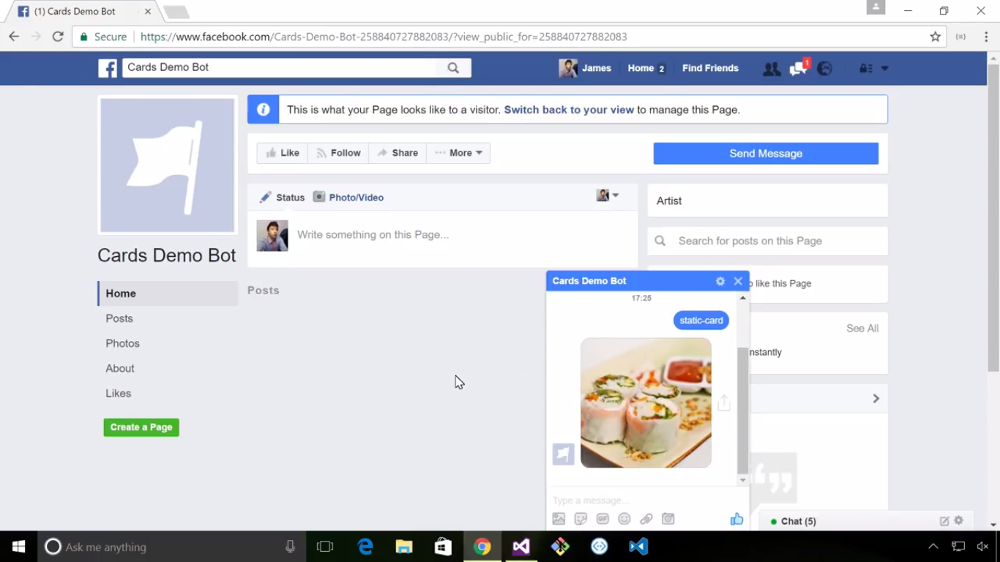 (1) Cards Demo Bot
Secure
https://www.facebook.com/Cards-Demo-Bot-258840727882083/?view_public_for=258840727882083
Cards Demo Bot
James
Home 2
Find Friends
1
This is what your Page looks like to a visitor. Switch back to your view to manage this Page.
Like
Follow
Share
More
Send Message
Status
Photo/Video
Artist
Write something on this Page...
Search for posts on this Page
Cards Demo Bot
Home
Posts
Photos
About
Likes
Create a Page
Posts
like this Page
See All
nstantly
Cards Demo Bot
17:25
static-card
Type a message...
GIF
Chat (5)
Ask me anything